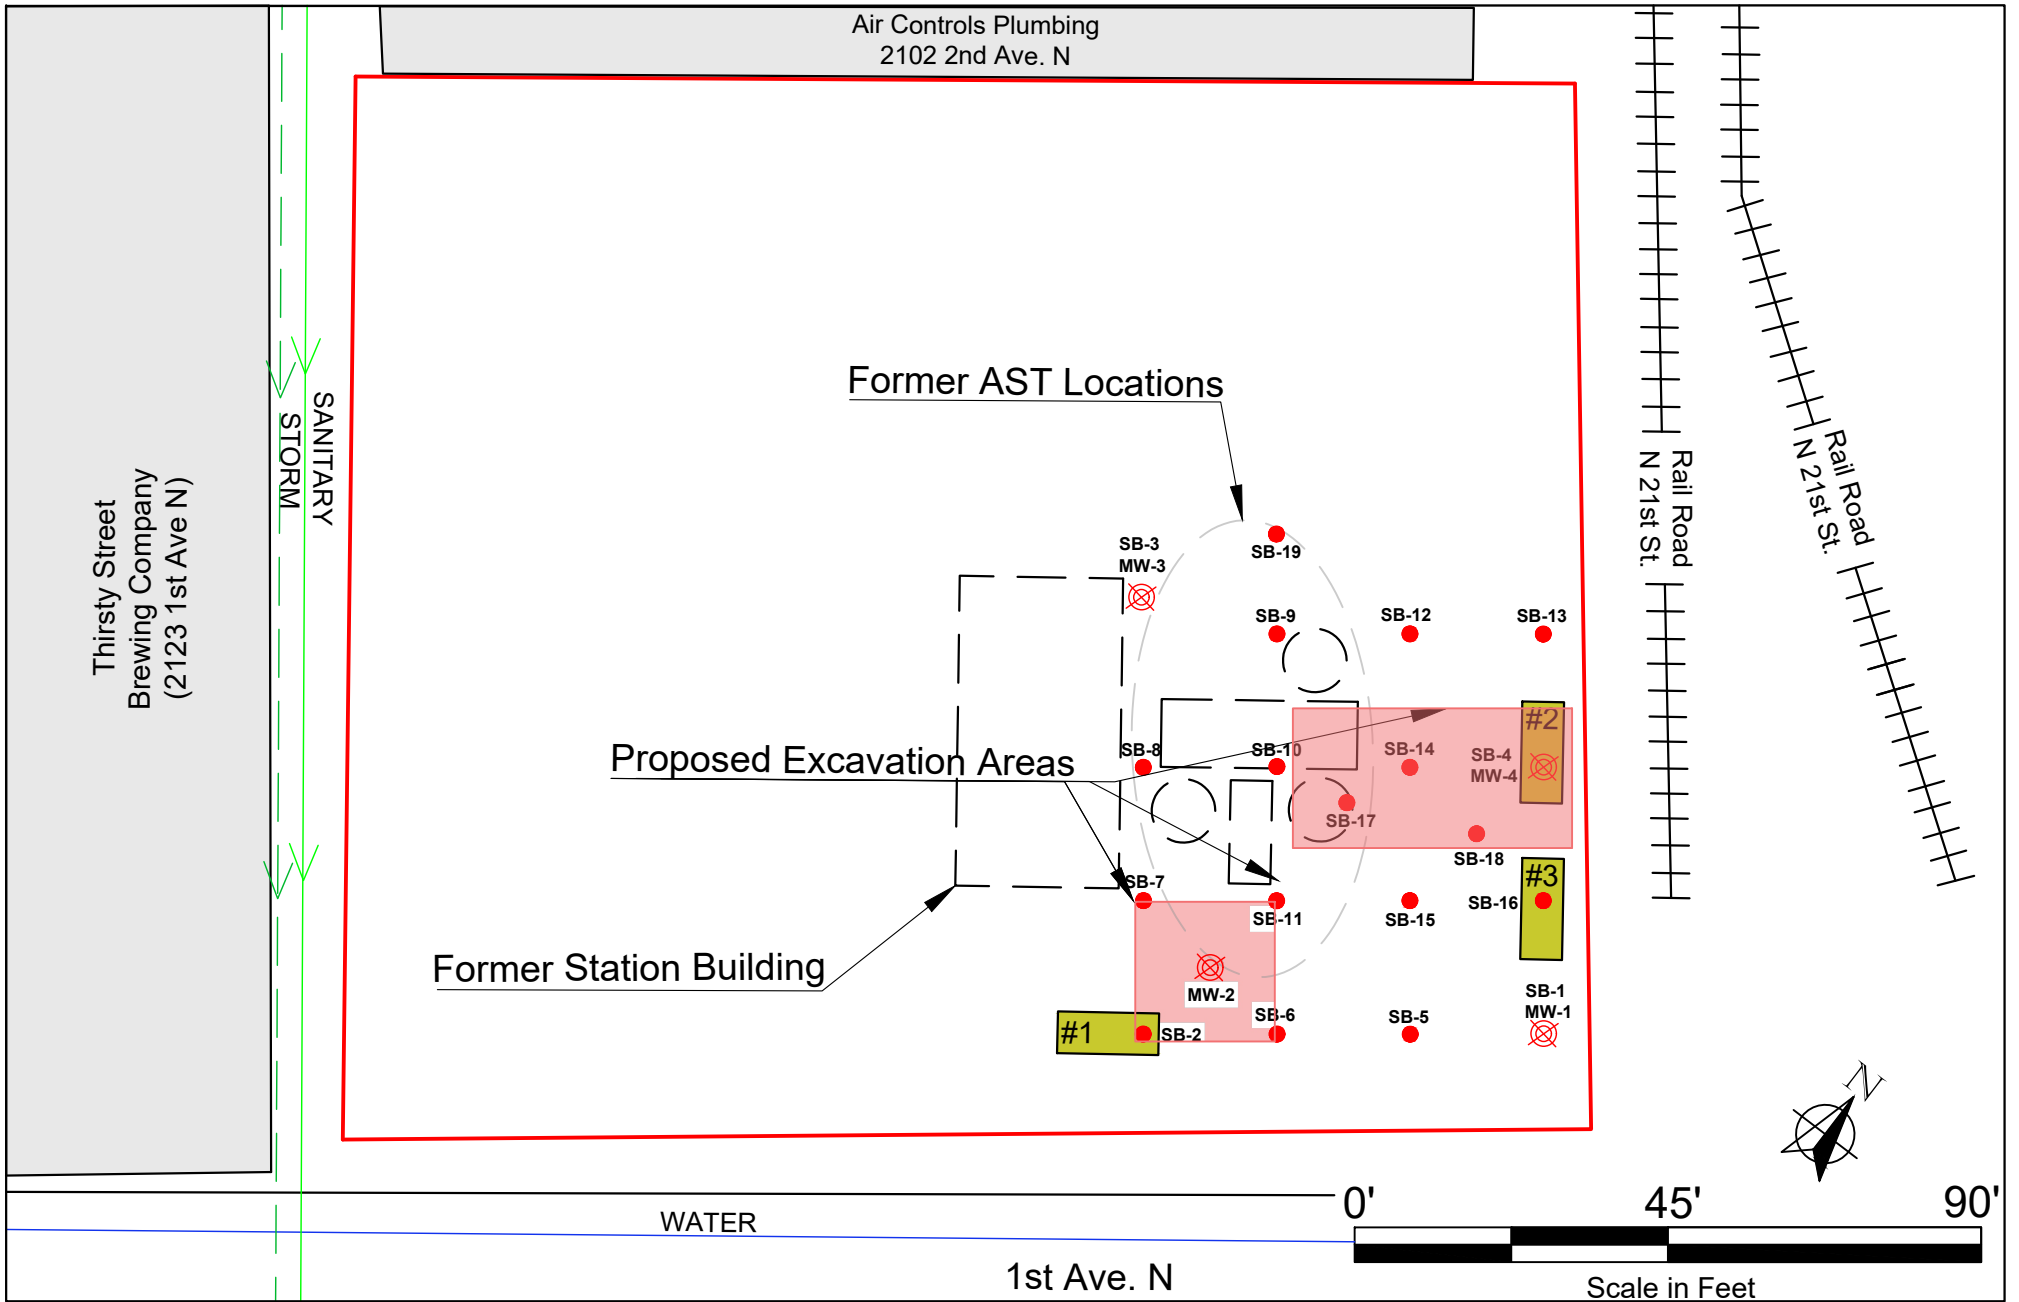 Air Controls Plumbing
2102 2nd Ave. N
Thirsty Street
Brewing Company
(2123 1st Ave N)
SANITARY
STORM
Former AST Locations
Rail Road
N 21st St.
Rail Road
N 21st St.
SB-3
MW-3
SB-19
SB-9
SB-12
SB-13
#2
Proposed Excavation Areas
SB-8
SB-10
SB-14
SB-4
MW-4
SB-17
SB-18
#3
SB-7
SB-11
SB-15
SB-16
Former Station Building
MW-2
SB-1
MW-1
#1
SB-2
SB-6
SB-5
N
0'
45'
90'
WATER
1st Ave. N
Scale in Feet